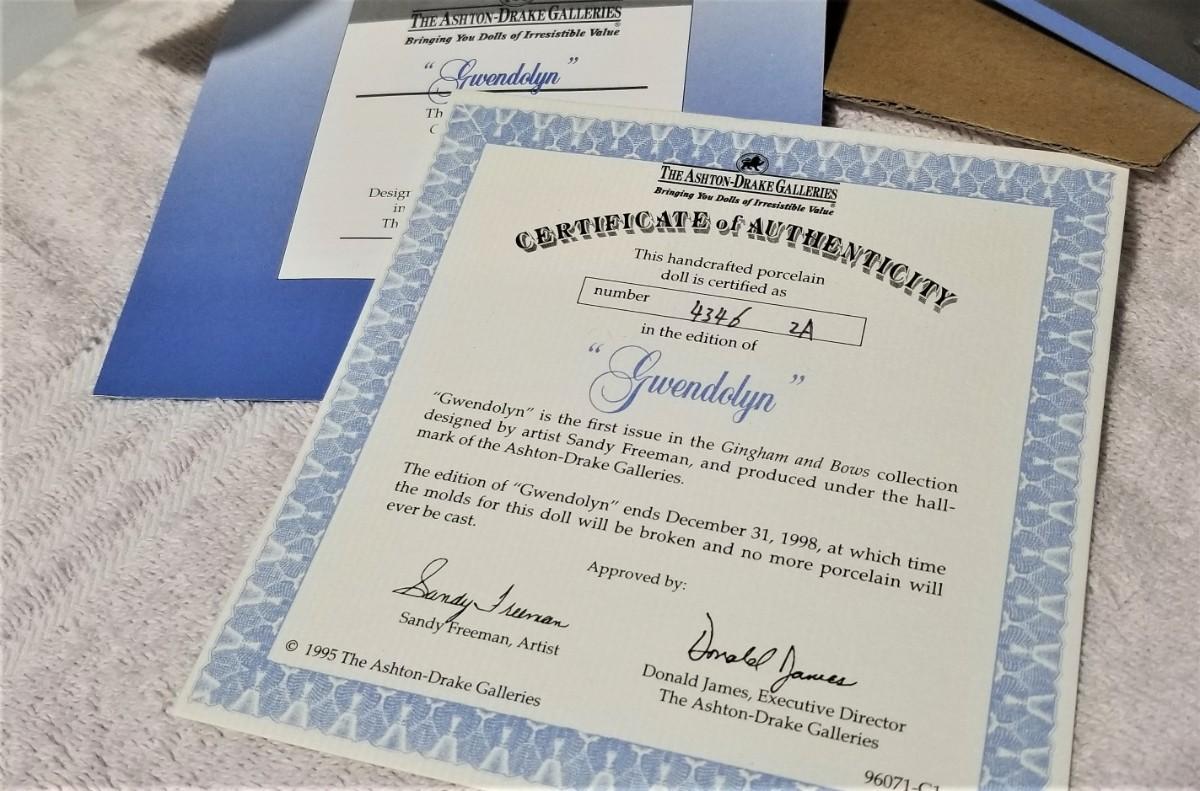 THE ASHTON-DRAKE GALLERIES
Bringing You Dolls of Irresistible Value
“Gwendolyn”
Th
C
Desig
in
Th
THE ASHTON-DRAKE GALLERIES
Bringing You Dolls of Irresistible Value
CERTIFICATE of AUTHENTICITY
This handcrafted porcelain
doll is certified as
number 4346 2A
in the edition of
“Gwendolyn”
“Gwendolyn” is the first issue in the Gingham and Bows collection
designed by artist Sandy Freeman, and produced under the hall-
mark of the Ashton-Drake Galleries.
The edition of “Gwendolyn” ends December 31, 1998, at which time
the molds for this doll will be broken and no more porcelain will
ever be cast.
Approved by:
Sandy Freeman
Sandy Freeman, Artist
Donald James
Donald James, Executive Director
The Ashton-Drake Galleries
© 1995 The Ashton-Drake Galleries
96071-C1